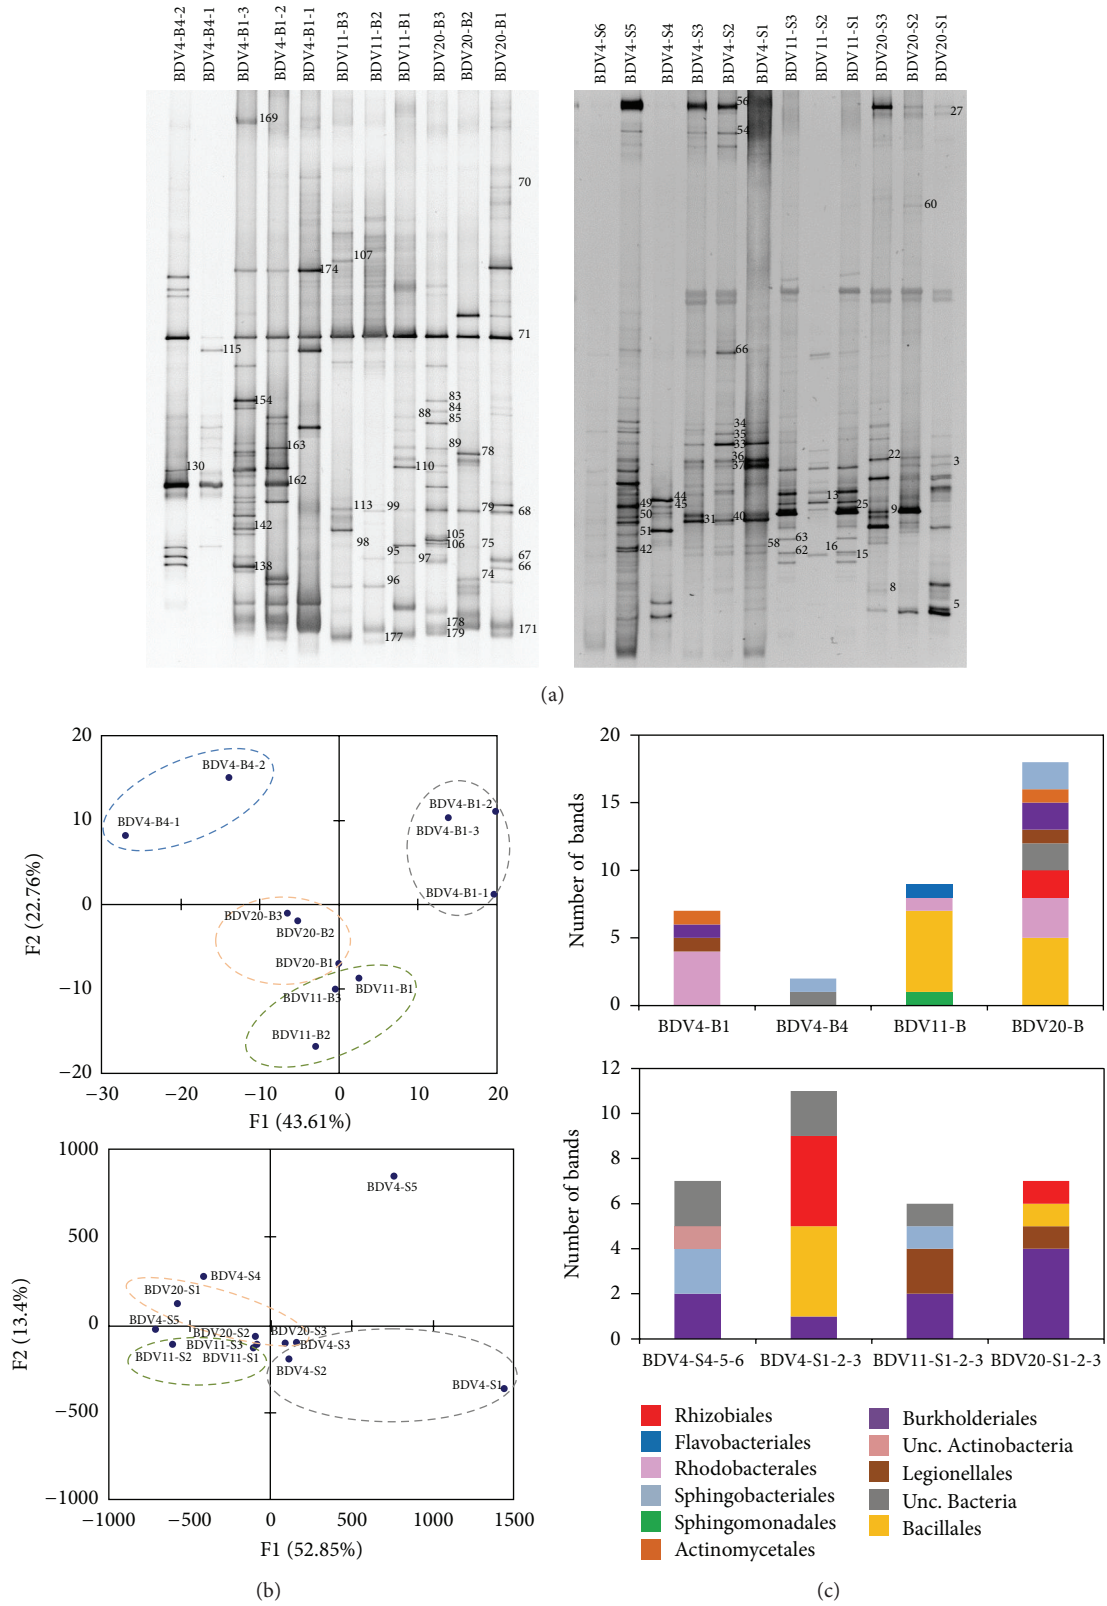 BDV4-B4-2
BDV4-B4-1
BDV4-B1-3
BDV4-B1-2
BDV4-B1-1
BDV11-B3
BDV11-B2
BDV11-B1
BDV20-B3
BDV20-B2
BDV20-B1
169
70
107
174
71
115
154
83
84
88
85
163
89
78
130
110
162
113
99
79
68
142
105
98
106
75
95
97
67
138
66
74
96
178
177
179
171
BDV4-S6
BDV4-S5
BDV4-S4
BDV4-S3
BDV4-S2
BDV4-S1
BDV11-S3
BDV11-S2
BDV11-S1
BDV20-S3
BDV20-S2
BDV20-S1
56
27
54
60
66
34
35
33
36
37
22
3
44
13
49
45
25
9
50
31
40
51
63
58
16
42
62
15
8
5
(a)
20
10
0
−10
−20
−30
−20
−10
0
10
20
F2 (22.76%)
F1 (43.61%)
BDV4-B4-2
BDV4-B4-1
BDV4-B1-2
BDV4-B1-3
BDV4-B1-1
BDV20-B3
BDV20-B2
BDV20-B1
BDV11-B1
BDV11-B3
BDV11-B2
1000
500
0
−500
−1000
−1000
−500
0
500
1000
1500
F2 (13.4%)
F1 (52.85%)
BDV4-S5
BDV4-S4
BDV20-S1
BDV4-S5
BDV20-S2
BDV20-S3
BDV11-S3
BDV4-S3
BDV11-S2
BDV11-S1
BDV4-S2
BDV4-S1
(b)
20
15
10
5
0
Number of bands
BDV4-B1
BDV4-B4
BDV11-B
BDV20-B
12
10
8
6
4
2
0
Number of bands
BDV4-S4-5-6
BDV4-S1-2-3
BDV11-S1-2-3
BDV20-S1-2-3
Rhizobiales
Flavobacteriales
Rhodobacterales
Sphingobacteriales
Sphingomonadales
Actinomycetales
Burkholderiales
Unc. Actinobacteria
Legionellales
Unc. Bacteria
Bacillales
(c)